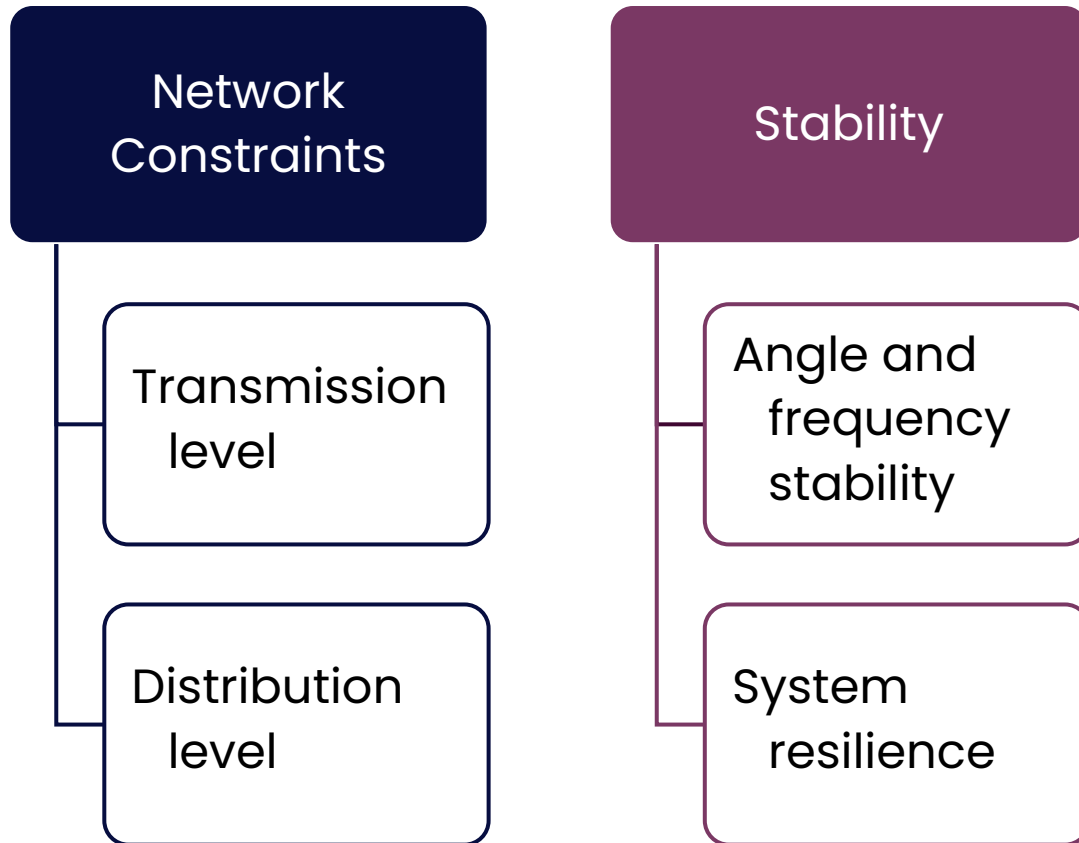 Network
Constraints
Transmission
level
Distribution
level
Stability
Angle and
frequency
stability
System
resilience